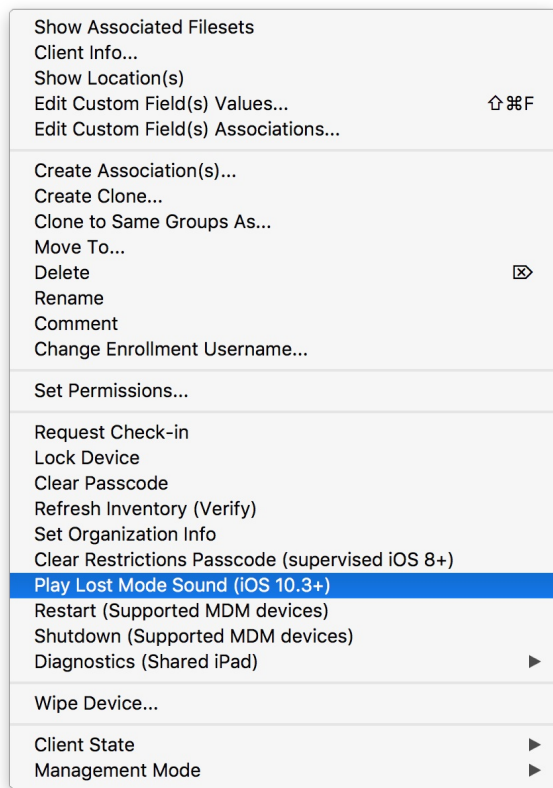 Show Associated Filesets
Client Info...
Show Location(s)
Edit Custom Field(s) Values... ⇧⌘F
Edit Custom Field(s) Associations...
Create Association(s)...
Create Clone...
Clone to Same Groups As...
Move To...
Delete ⌦
Rename
Comment
Change Enrollment Username...
Set Permissions...
Request Check-in
Lock Device
Clear Passcode
Refresh Inventory (Verify)
Set Organization Info
Clear Restrictions Passcode (supervised iOS 8+)
Play Lost Mode Sound (iOS 10.3+)
Restart (Supported MDM devices)
Shutdown (Supported MDM devices)
Diagnostics (Shared iPad)
Wipe Device...
Client State
Management Mode